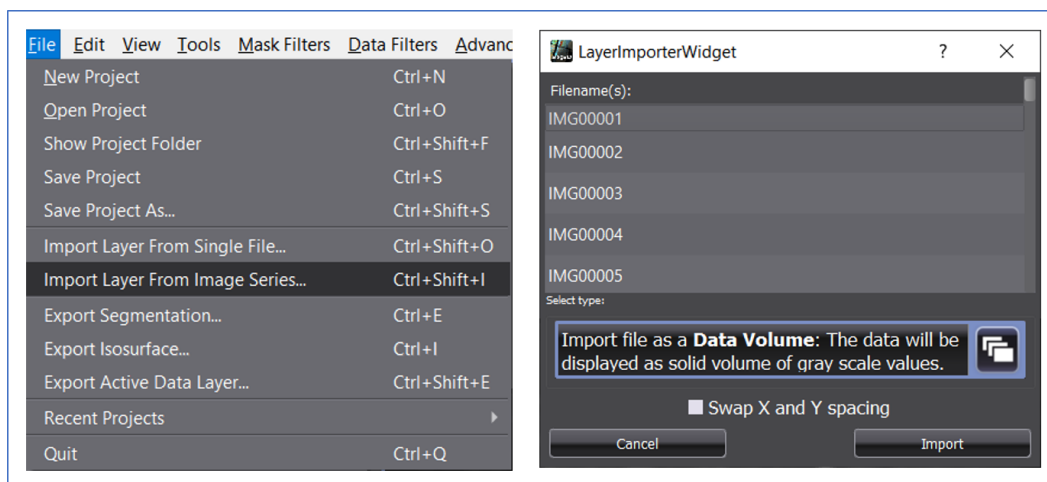 File Edit View Tools Mask Filters Data Filters Advanc
New Project Ctrl+N
Open Project Ctrl+O
Show Project Folder Ctrl+Shift+F
Save Project Ctrl+S
Save Project As... Ctrl+Shift+S
Import Layer From Single File... Ctrl+Shift+O
Import Layer From Image Series... Ctrl+Shift+I
Export Segmentation... Ctrl+E
Export Isosurface... Ctrl+I
Export Active Data Layer... Ctrl+Shift+E
Recent Projects
Quit Ctrl+Q
LayerImporterWidget ?
Filename(s):
IMG00001
IMG00002
IMG00003
IMG00004
IMG00005
Select type:
Import file as a Data Volume: The data will be
displayed as solid volume of gray scale values.
Swap X and Y spacing
Cancel Import